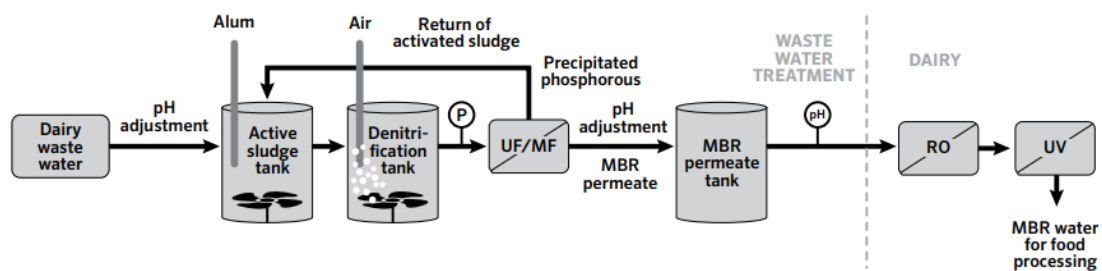 Alum
Air
Return of
activated sludge
Precipitated
phosphorous
WASTE
WATER
TREATMENT
DAIRY
pH
adjustment
Dairy
waste
water
Active
sludge
tank
Denitri-
fication
tank
P
UF/MF
pH
adjustment
MBR
permeate
MBR
permeate
tank
pH
RO
UV
MBR water
for food
processing